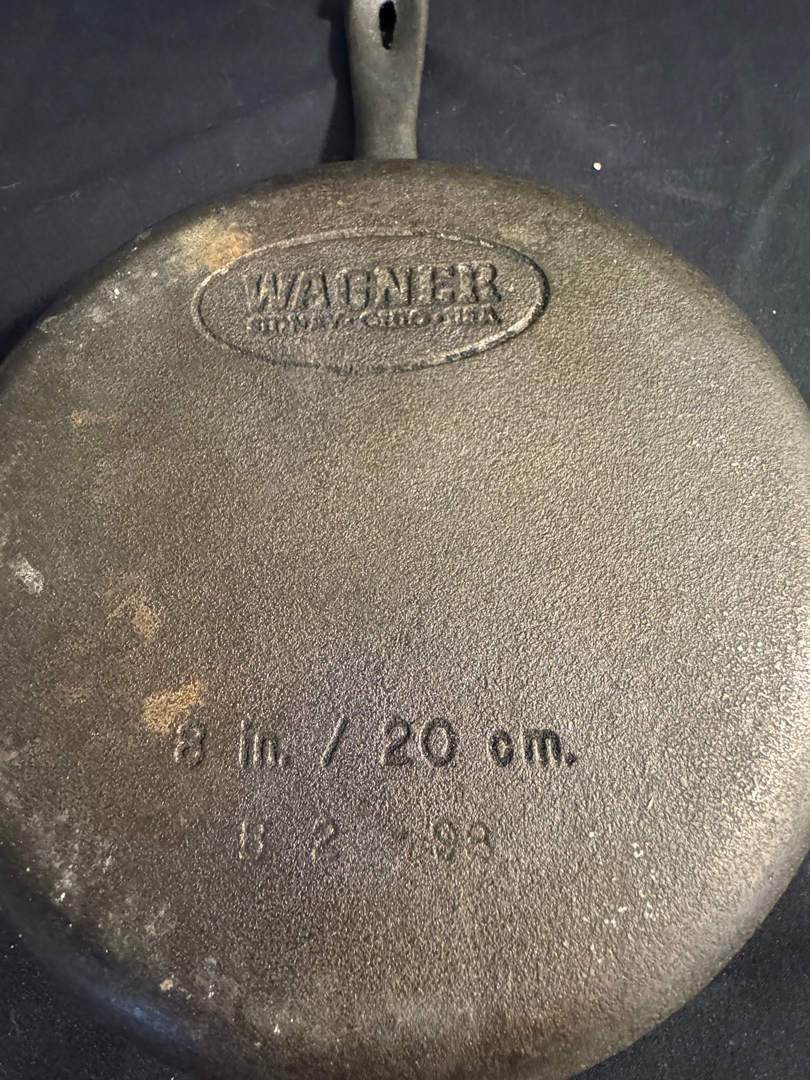 WAGNER
SIDNEY · OHIO · USA
8 in. / 20 cm.